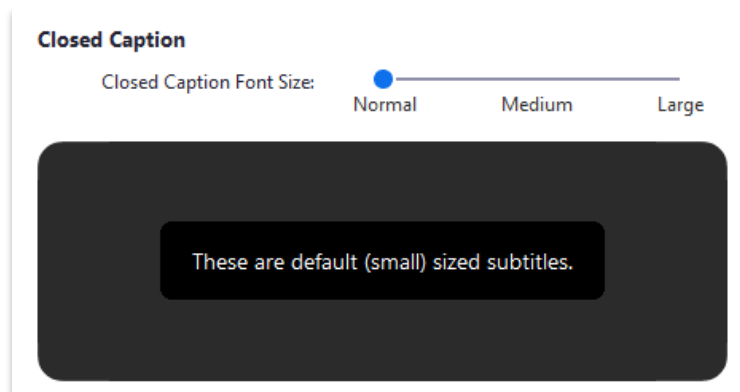 Closed Caption
Closed Caption Font Size:
Normal Medium Large
These are default (small) sized subtitles.